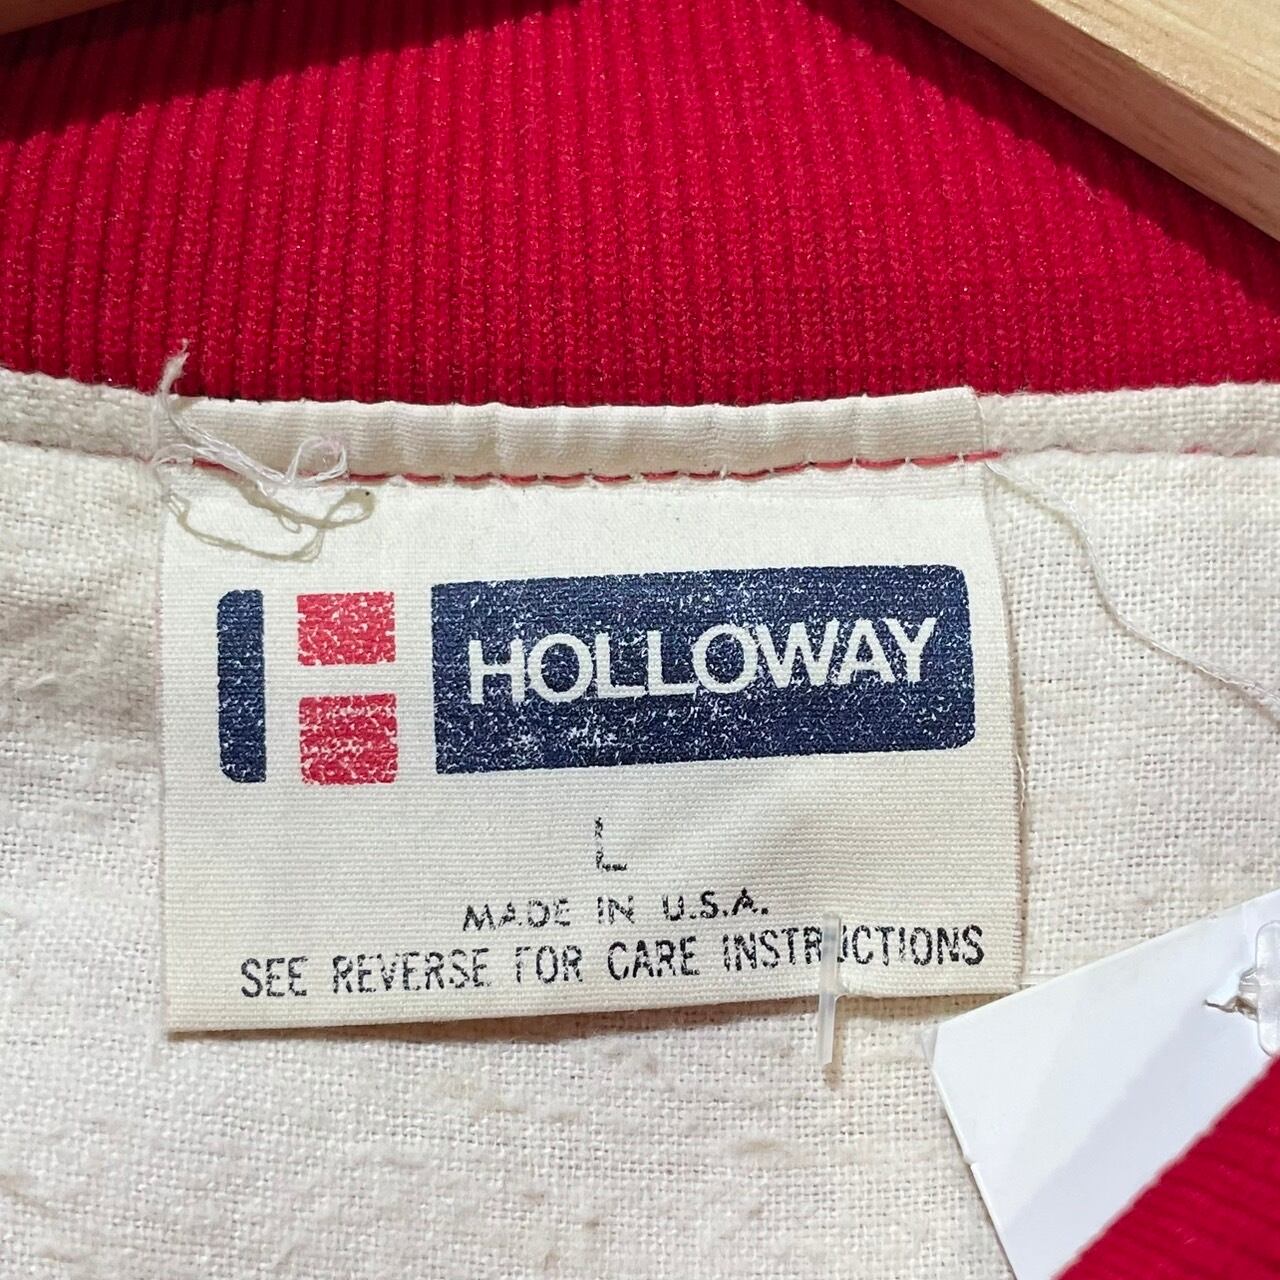 HOLLOWAY
L
MADE IN U.S.A.
SEE REVERSE FOR CARE INSTRUCTIONS